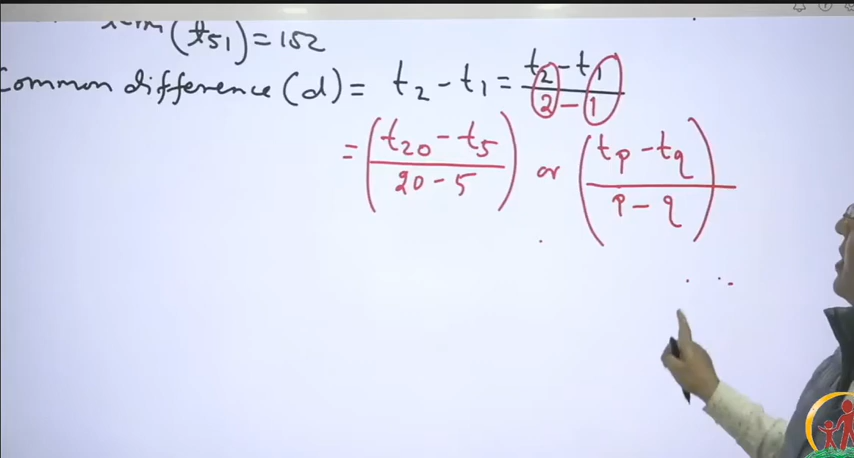 (t₅₁) = 152
Common difference (d) = t₂ - t₁ = (t₂ - t₁)/(2 - 1)
= ((t₂₀ - t₅)/(20 - 5)) or ((tp - tq)/(p - q))